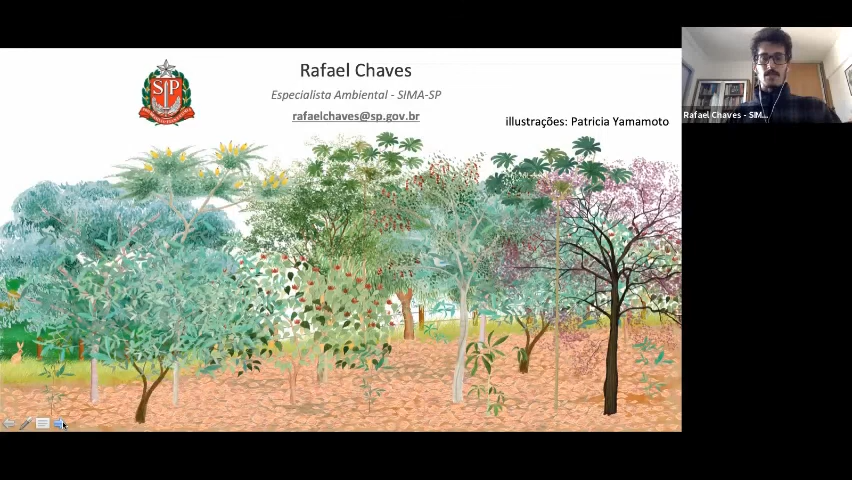 Rafael Chaves
Especialista Ambiental - SIMA-SP
rafaelchaves@sp.gov.br
illustrações: Patricia Yamamoto
SP
Rafael Chaves - SIM...